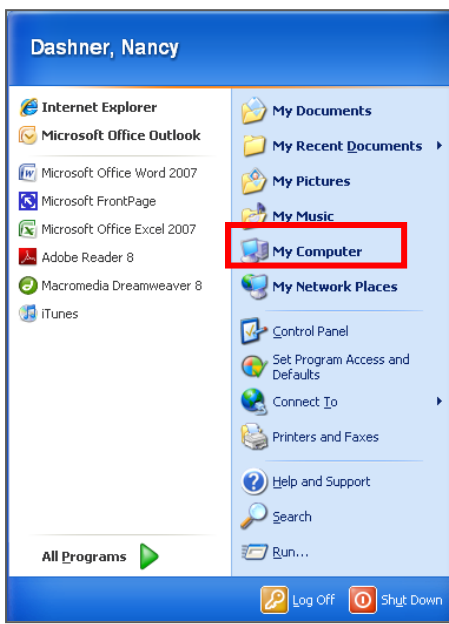 Dashner, Nancy
Internet Explorer
Microsoft Office Outlook
Microsoft Office Word 2007
Microsoft FrontPage
Microsoft Office Excel 2007
Adobe Reader 8
Macromedia Dreamweaver 8
iTunes
All Programs
My Documents
My Recent Documents
My Pictures
My Music
My Computer
My Network Places
Control Panel
Set Program Access and
Defaults
Connect To
Printers and Faxes
Help and Support
Search
Run...
Log Off
Shut Down